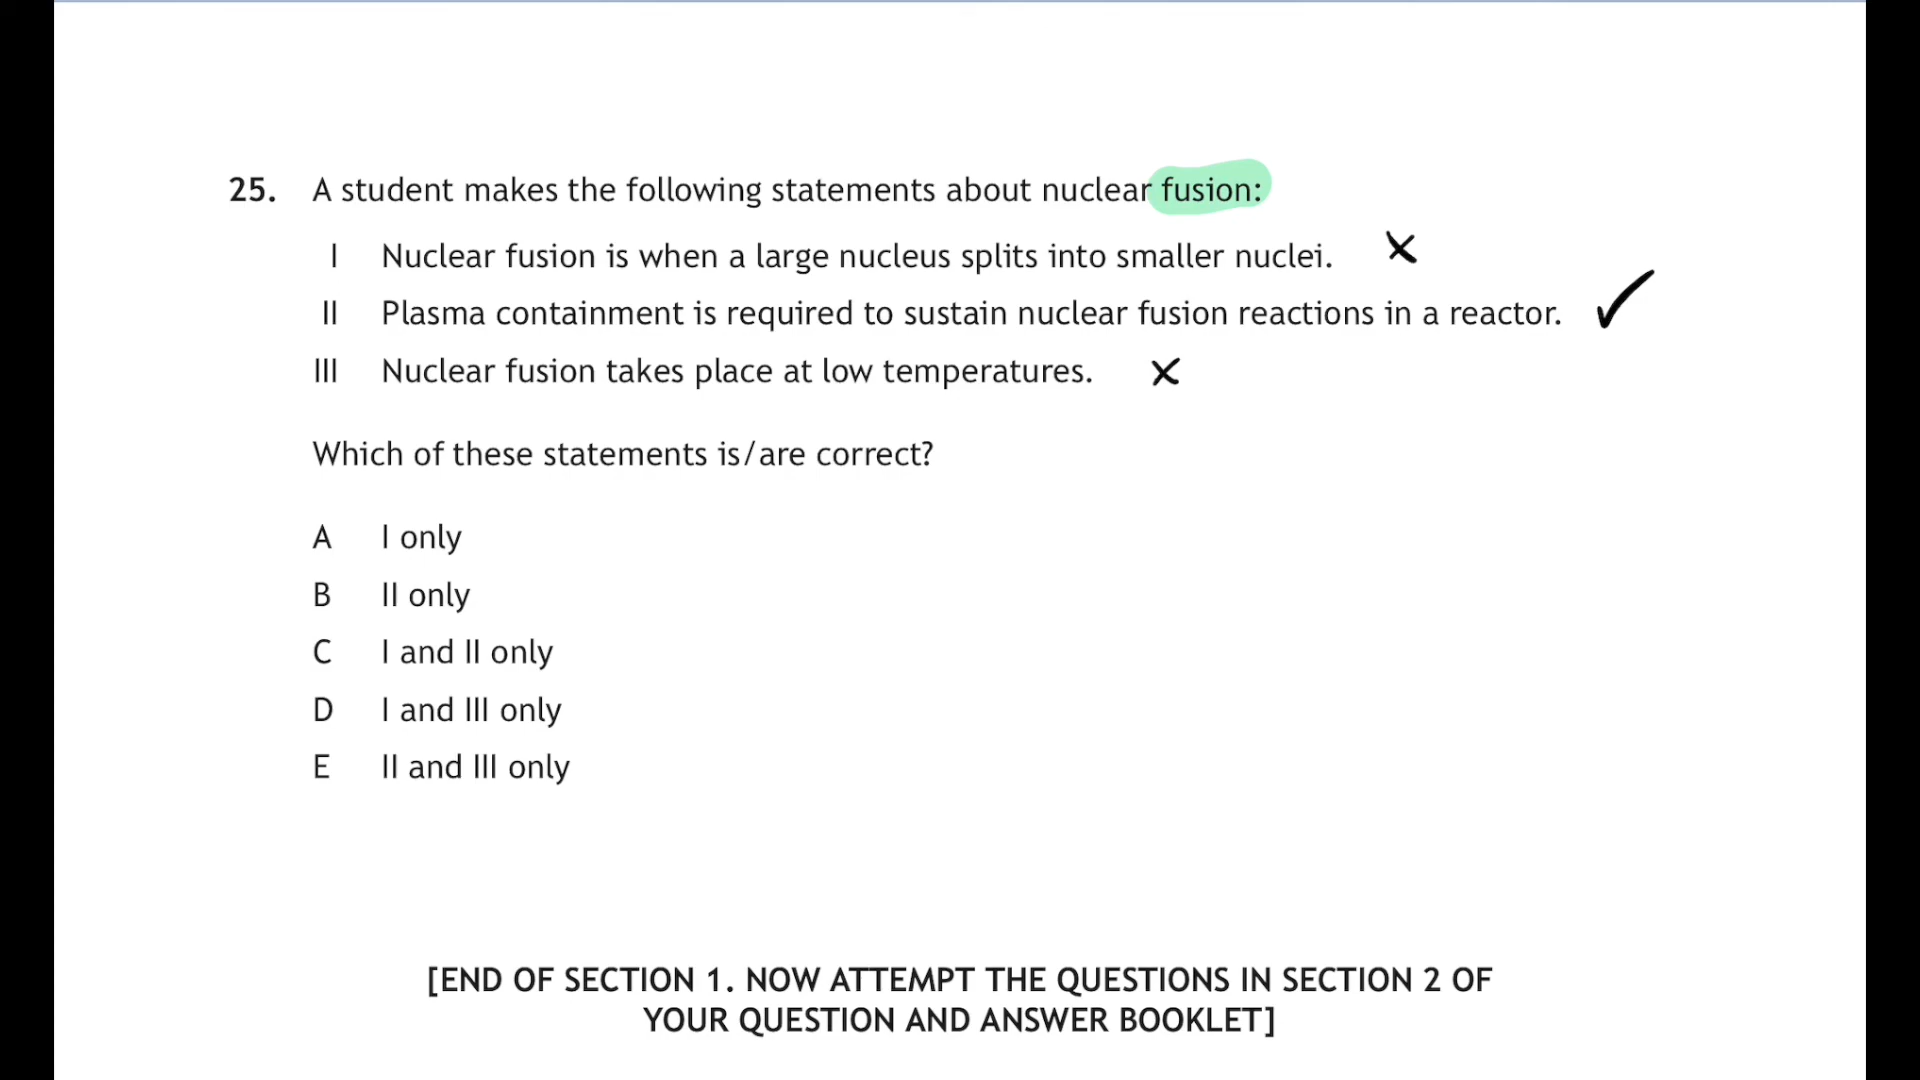 25. A student makes the following statements about nuclear fusion:
I Nuclear fusion is when a large nucleus splits into smaller nuclei.
II Plasma containment is required to sustain nuclear fusion reactions in a reactor.
III Nuclear fusion takes place at low temperatures.
Which of these statements is/are correct?
A I only
B II only
C I and II only
D I and III only
E II and III only
[END OF SECTION 1. NOW ATTEMPT THE QUESTIONS IN SECTION 2 OF
YOUR QUESTION AND ANSWER BOOKLET]